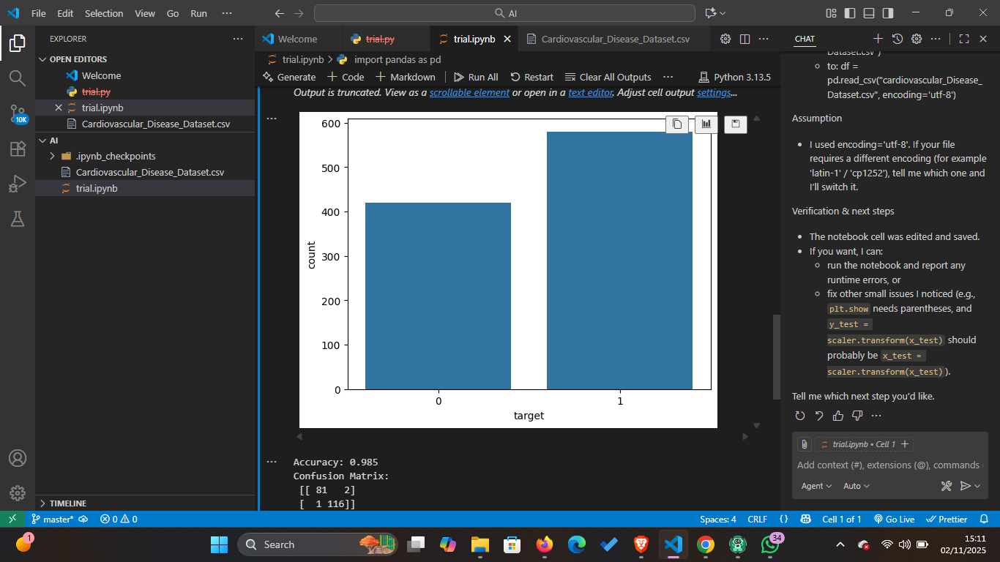 File Edit Selection View Go Run ···
AI
EXPLORER ···
OPEN EDITORS
Welcome
trial.py
trial.ipynb
Cardiovascular_Disease_Dataset.csv
AI
.ipynb_checkpoints
Cardiovascular_Disease_Dataset.csv
trial.ipynb
TIMELINE
10K
Welcome
trial.py
trial.ipynb
Cardiovascular_Disease_Dataset.csv
trial.ipynb > import pandas as pd
Generate + Code + Markdown Run All Restart Clear All Outputs ··· Python 3.13.5
Output is truncated. View as a scrollable element or open in a text editor. Adjust cell output settings...
600
500
400
300
200
100
0
count
0 1
target
Accuracy: 0.985
Confusion Matrix:
[[ 81 2]
[ 1 116]]
CHAT
Dataset.csv")
to: df =
pd.read_csv("cardiovascular_Disease_
Dataset.csv", encoding='utf-8')
Assumption
I used encoding='utf-8'. If your file
requires a different encoding (for example
'latin-1' / 'cp1252'), tell me which one and
I'll switch it.
Verification & next steps
The notebook cell was edited and saved.
If you want, I can:
run the notebook and report any
runtime errors, or
fix other small issues I noticed (e.g.,
plt.show needs parentheses, and
y_test =
scaler.transform(x_test) should
probably be x_test =
scaler.transform(x_test)).
Tell me which next step you'd like.
trial.ipynb • Cell 1 +
Add context (#), extensions (@), commands
Agent Auto
master* 0 0
Spaces: 4 CRLF {} Cell 1 of 1 Go Live Prettier
1
Search
34
15:11
02/11/2025